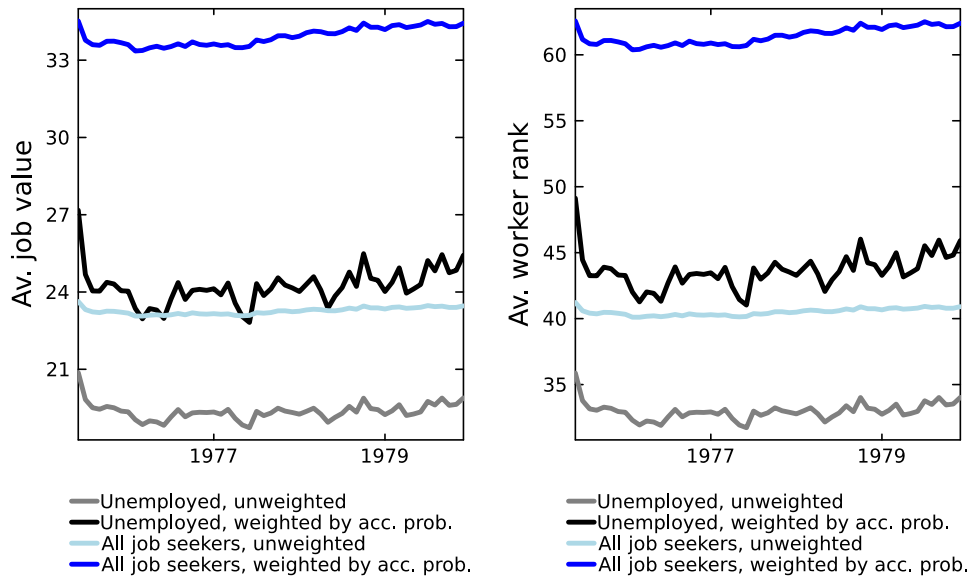 Av. job value
33
30
27
24
21
1977
1979
Unemployed, unweighted
Unemployed, weighted by acc. prob.
All job seekers, unweighted
All job seekers, weighted by acc. prob.
Av. worker rank
60
55
50
45
40
35
1977
1979
Unemployed, unweighted
Unemployed, weighted by acc. prob.
All job seekers, unweighted
All job seekers, weighted by acc. prob.